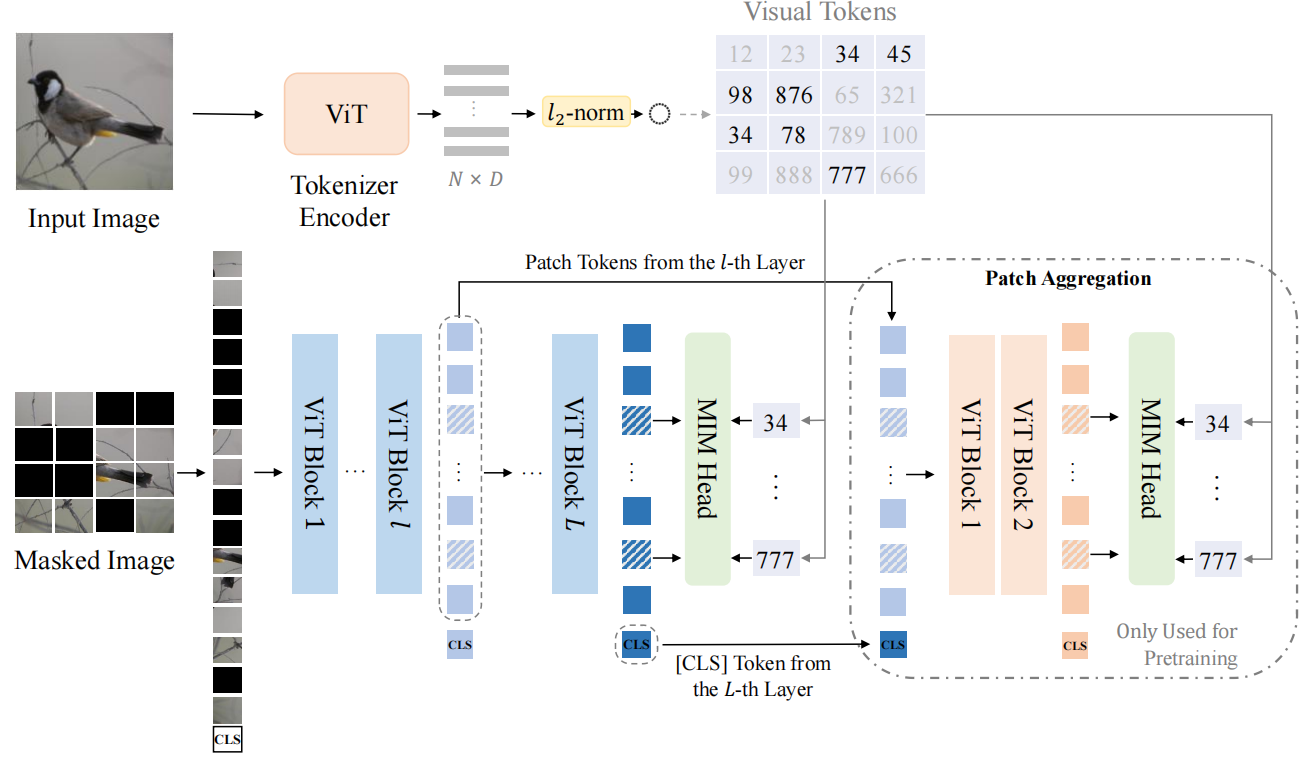 Visual Tokens
12 23 34 45
98 876 65 321
34 78 789 100
99 888 777 666
ViT
l₂-norm
N × D
Tokenizer
Encoder
Input Image
Patch Tokens from the l-th Layer
Patch Aggregation
ViT Block 1
...
ViT Block l
...
ViT Block L
MIM Head
34
777
ViT Block 1
ViT Block 2
MIM Head
34
777
Masked Image
CLS
CLS
CLS
CLS
CLS
[CLS] Token from
the L-th Layer
Only Used for
Pretraining